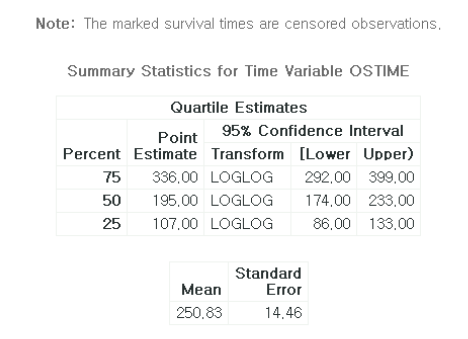 Note: The marked survival times are censored observations.
Summary Statistics for Time Variable OSTIME
Quartile Estimates
Percent Point Estimate 95% Confidence Interval
Transform [Lower Upper)
75 336.00 LOGLOG 292.00 399.00
50 195.00 LOGLOG 174.00 233.00
25 107.00 LOGLOG 86.00 133.00
Mean Standard Error
250.83 14.46